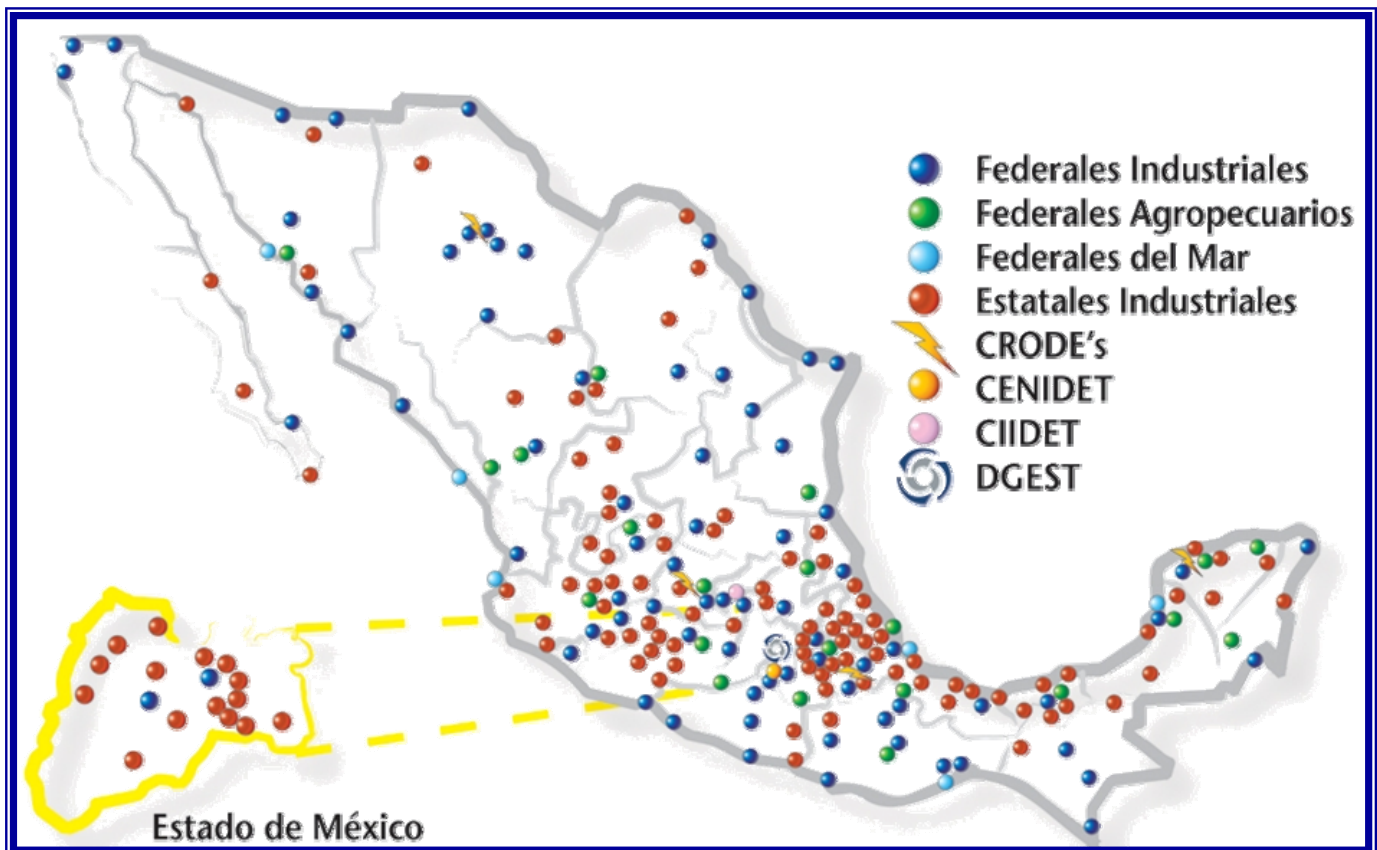 Federales Industriales
Federales Agropecuarios
Federales del Mar
Estatales Industriales
CRODE's
CENIDET
CIIDET
DGEST
Estado de México